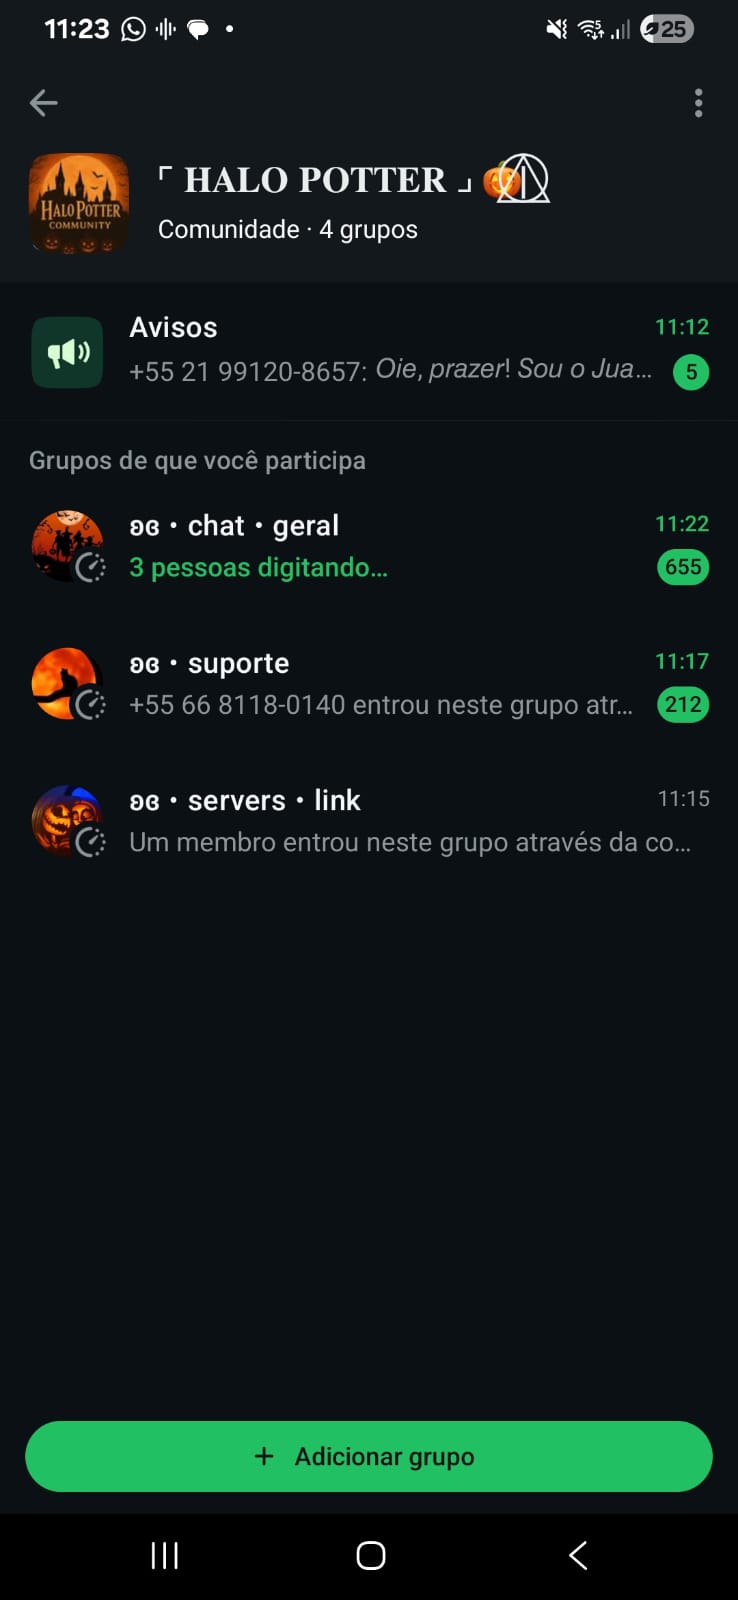 11:23
25
HALO POTTER
COMMUNITY
「 HALO POTTER 」
Comunidade · 4 grupos
Avisos
11:12
+55 21 99120-8657: Oie, prazer! Sou o Jua...
5
Grupos de que você participa
ʚɞ • chat • geral
11:22
3 pessoas digitando...
655
ʚɞ • suporte
11:17
+55 66 8118-0140 entrou neste grupo atr...
212
ʚɞ • servers • link
11:15
Um membro entrou neste grupo através da co...
+ Adicionar grupo